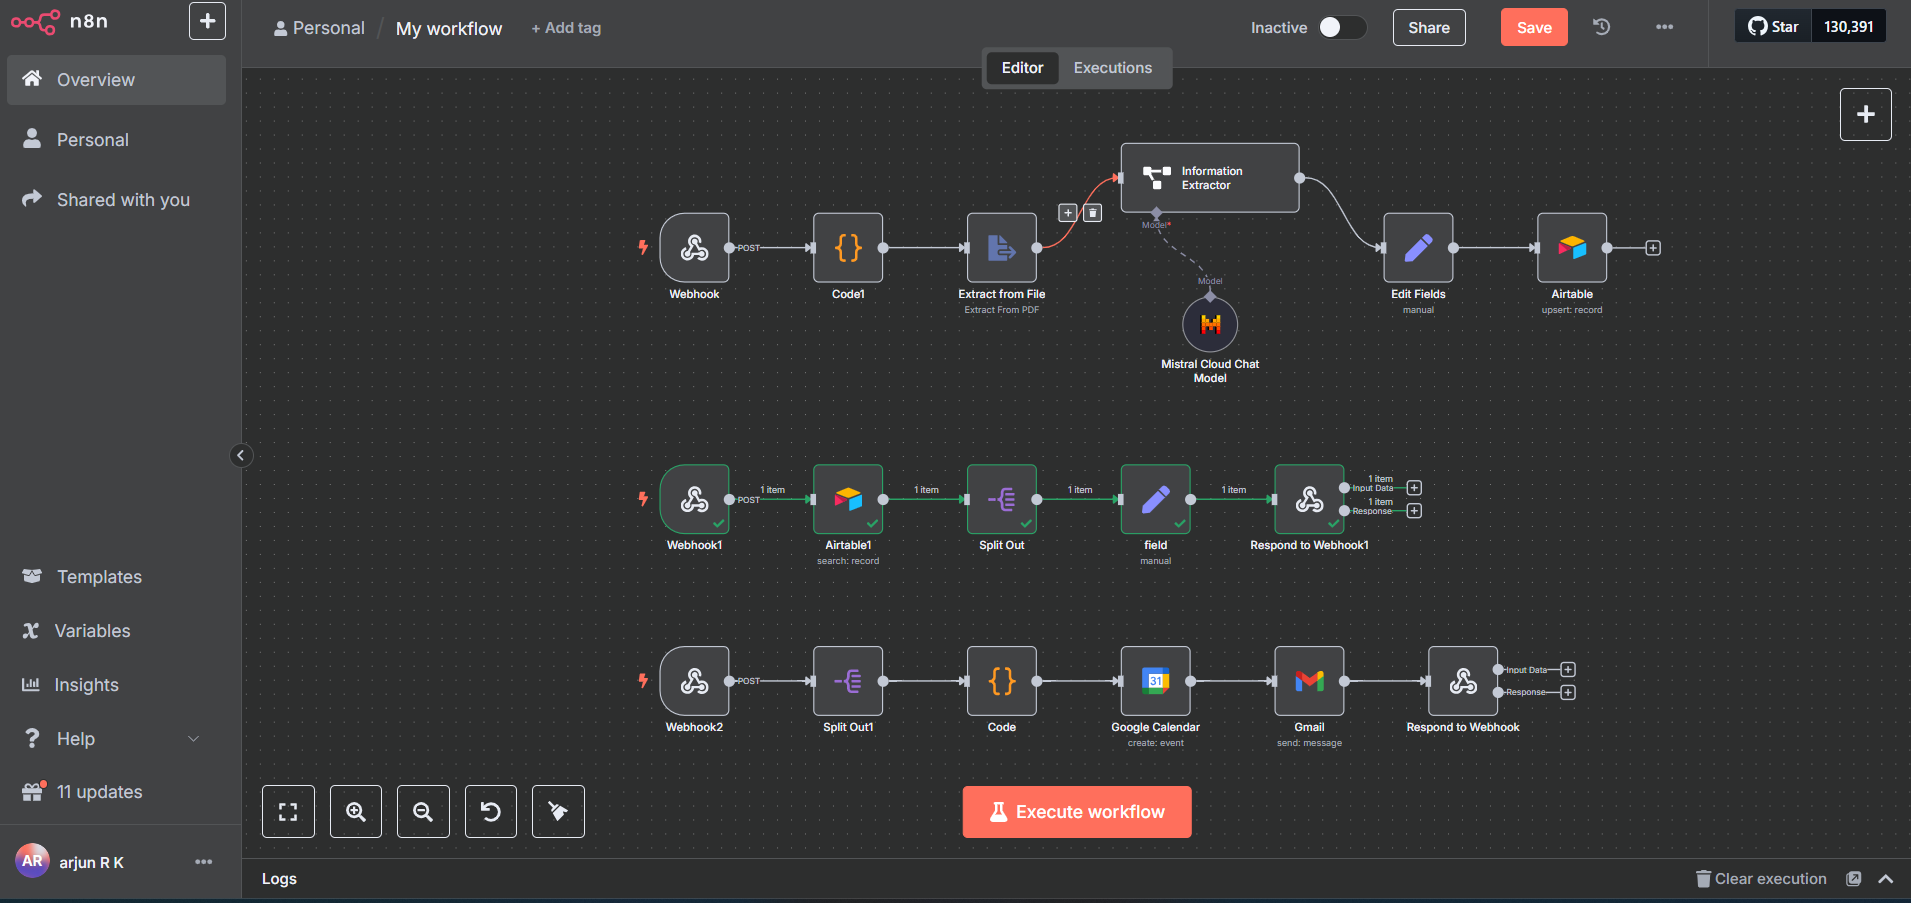 n8n
Personal / My workflow + Add tag
Inactive
Share
Save
Star 130,391
Editor Executions
Overview
Personal
Shared with you
Templates
Variables
Insights
Help
11 updates
AR arjun R K
Information
Extractor
Model*
Model
POST
Webhook
Code1
Extract from File
Extract From PDF
Mistral Cloud Chat
Model
Edit Fields
manual
Airtable
upsert: record
POST 1 item
1 item
1 item
1 item
1 item
Input Data
1 item
Response
Webhook1
Airtable1
search: record
Split Out
field
manual
Respond to Webhook1
POST
Input Data
Response
Webhook2
Split Out1
Code
31
Google Calendar
create: event
Gmail
send: message
Respond to Webhook
Execute workflow
Logs
Clear execution